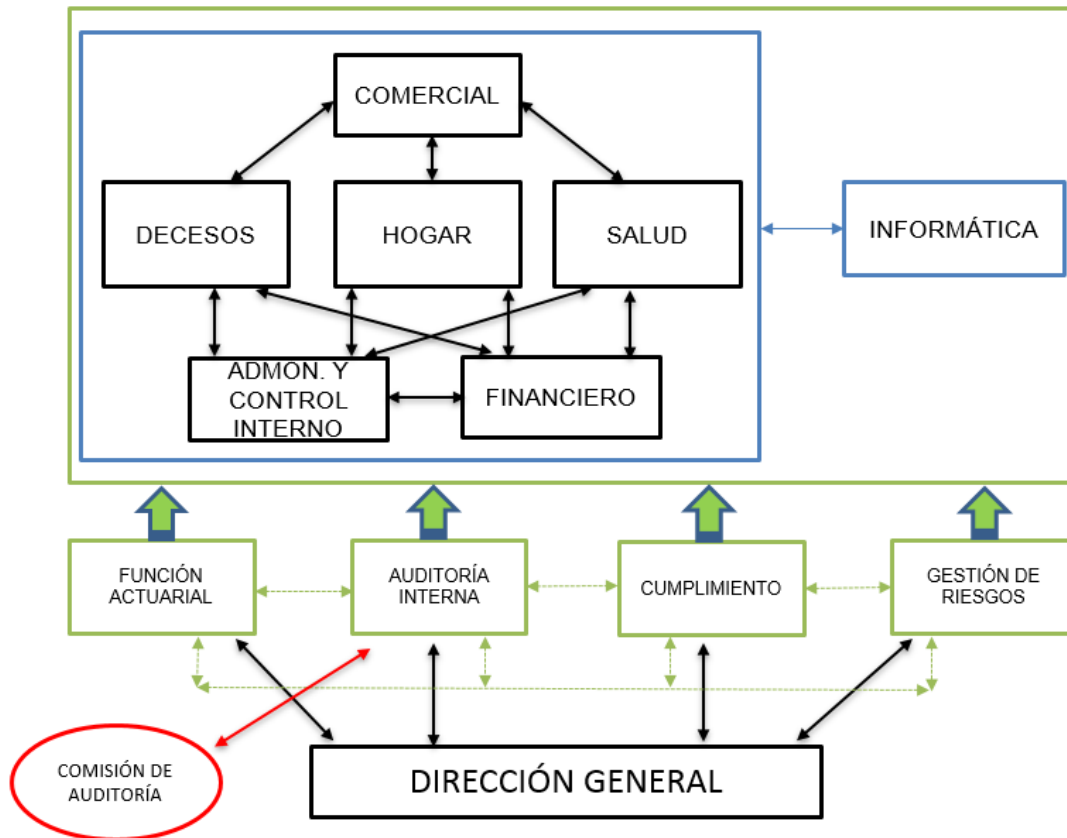 COMERCIAL
DECESOS
HOGAR
SALUD
INFORMÁTICA
ADMON. Y
CONTROL
INTERNO
FINANCIERO
FUNCIÓN
ACTUARIAL
AUDITORÍA
INTERNA
CUMPLIMIENTO
GESTIÓN DE
RIESGOS
COMISIÓN DE
AUDITORÍA
DIRECCIÓN GENERAL